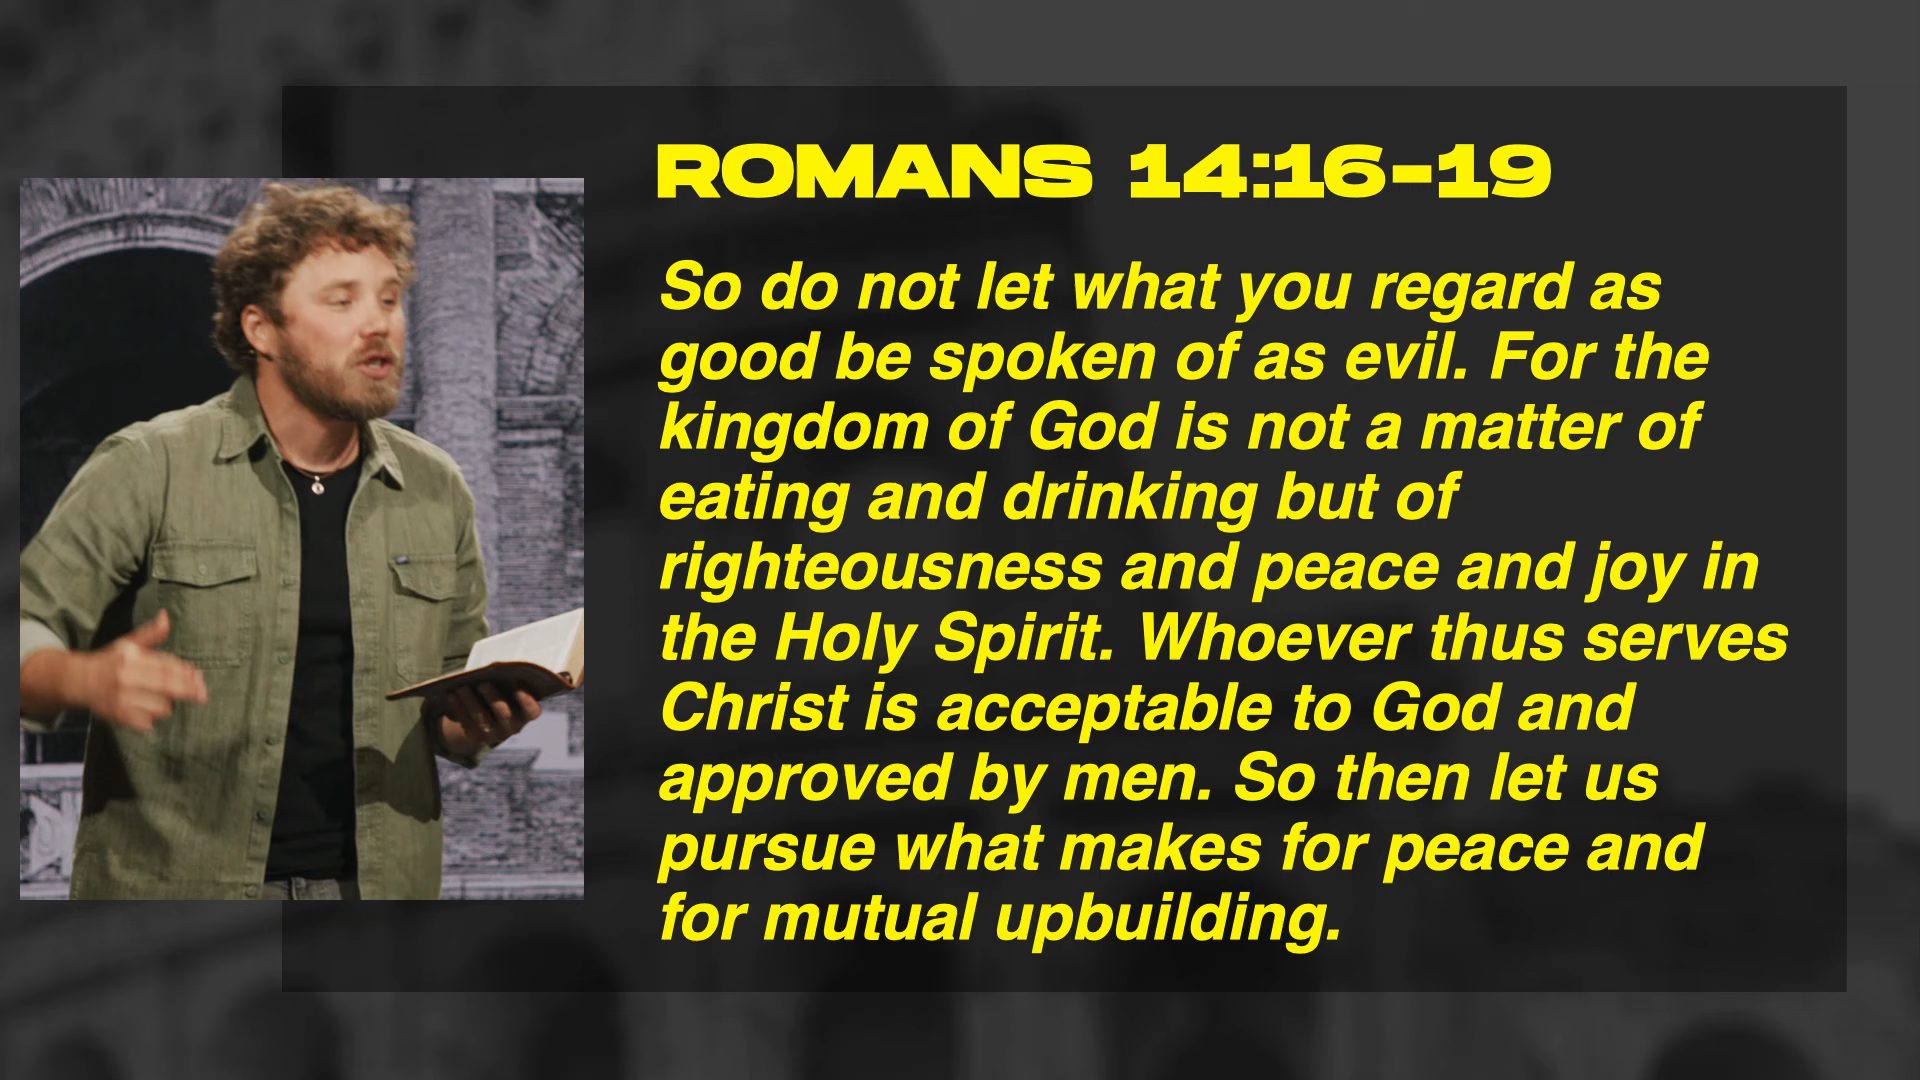 ROMANS 14:16-19
So do not let what you regard as
good be spoken of as evil. For the
kingdom of God is not a matter of
eating and drinking but of
righteousness and peace and joy in
the Holy Spirit. Whoever thus serves
Christ is acceptable to God and
approved by men. So then let us
pursue what makes for peace and
for mutual upbuilding.